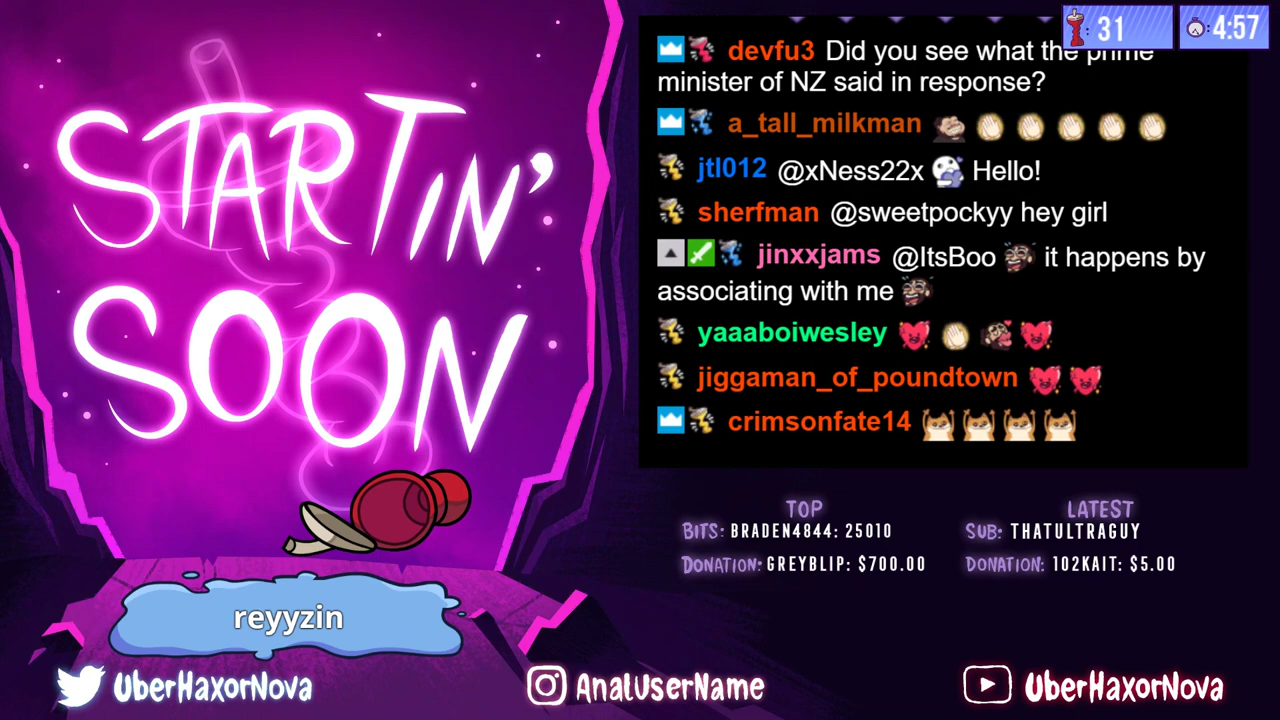 STARTIN'
SOON
31
4:57
devfu3 Did you see what the prime
minister of NZ said in response?
a_tall_milkman
jtl012 @xNess22x Hello!
sherfman @sweetpockyy hey girl
jinxxjams @ItsBoo it happens by
associating with me
yaaaboiwesley
jiggaman_of_poundtown
crimsonfate14
TOP
BITS: BRADEN4844: 25010
DONATION: GREYBLIP: $700.00
LATEST
SUB: THATULTRAGUY
DONATION: 102KAIT: $5.00
reyyzin
UberHaxorNova
AnalUserName
UberHaxorNova